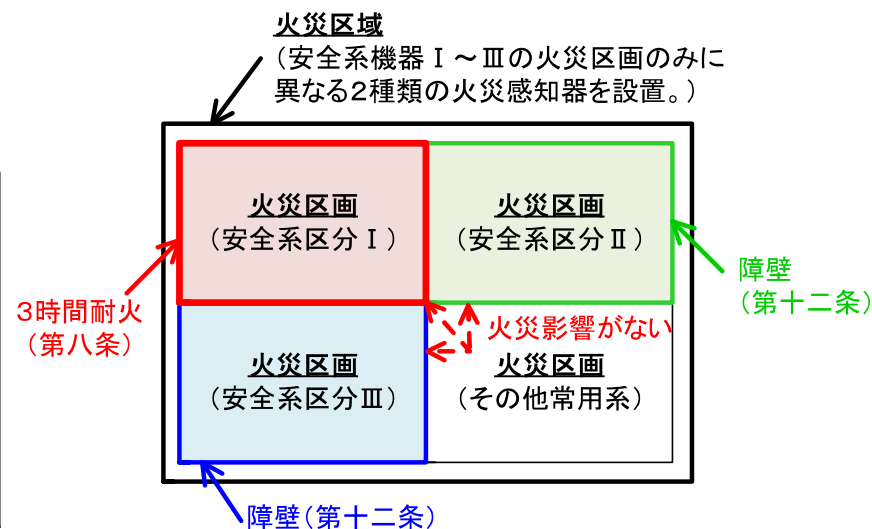 火災区域
（安全系機器Ⅰ～Ⅲの火災区画のみに
異なる２種類の火災感知器を設置。）
火災区画
（安全系区分Ⅰ）
火災区画
（安全系区分Ⅱ）
障壁
（第十二条）
３時間耐火
（第八条）
火災影響がない
火災区画
（安全系区分Ⅲ）
火災区画
（その他常用系）
障壁（第十二条）